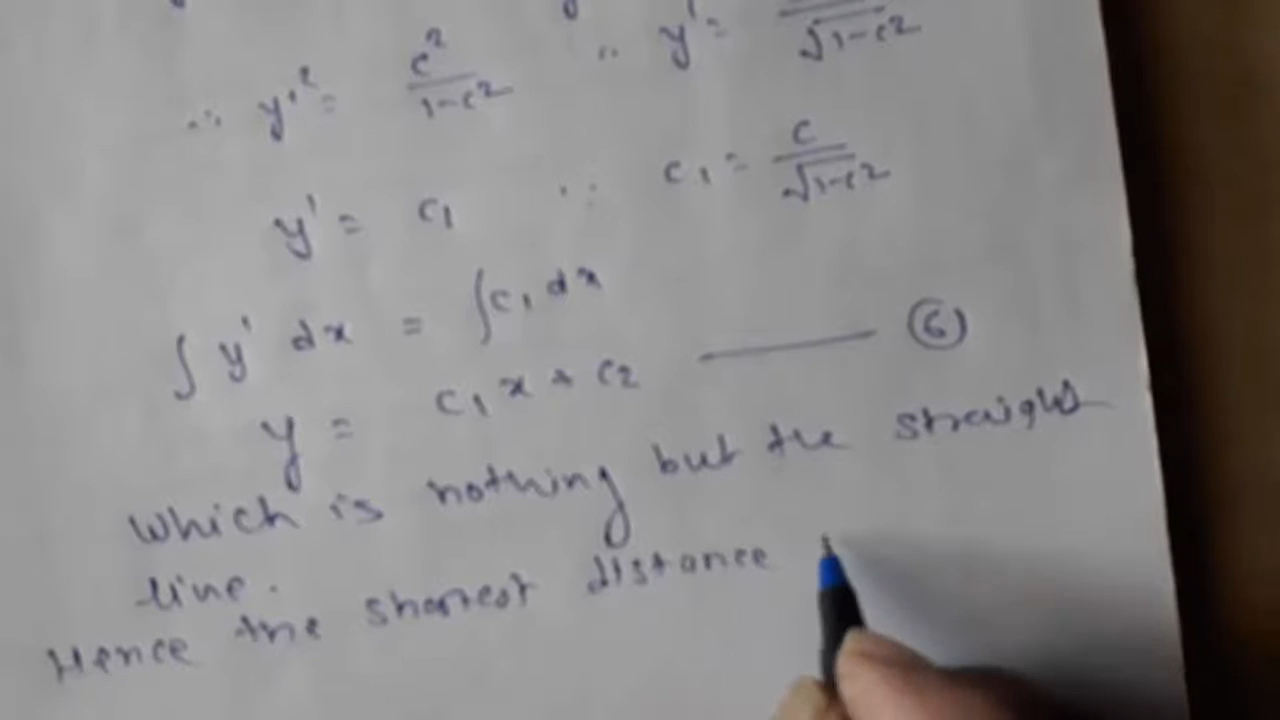 ∴ y'² = c²/1-c² ∴ y' = /√1-c²
y' = c₁ ∵ c₁ = c/√1-c²
∫ y' dx = ∫ c₁ dx
y = c₁ x + c₂ ——— ⑥
Which is nothing but the straight
line.
Hence the shortest distance